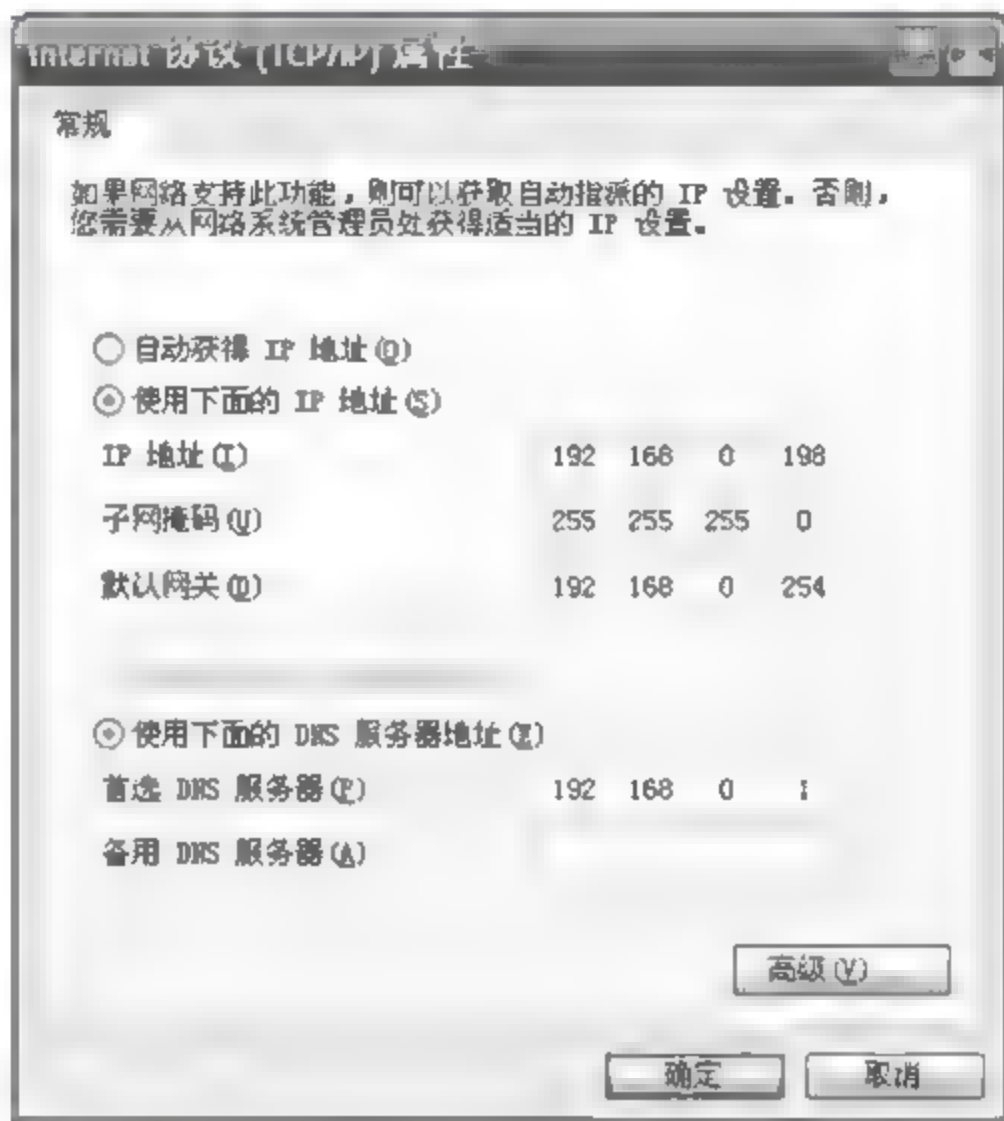 Internet 协议 (TCP/IP) 属性
常规
如果网络支持此功能，则可以获取自动指派的 IP 设置。否则，
您需要从网络系统管理员处获得适当的 IP 设置。
自动获得 IP 地址(O)
使用下面的 IP 地址(S)
IP 地址(I) 192 168 0 198
子网掩码(U) 255 255 255 0
默认网关(D) 192 168 0 254
使用下面的 DNS 服务器地址(E)
首选 DNS 服务器(P) 192 168 0 1
备用 DNS 服务器(A)
高级(V)
确定 取消